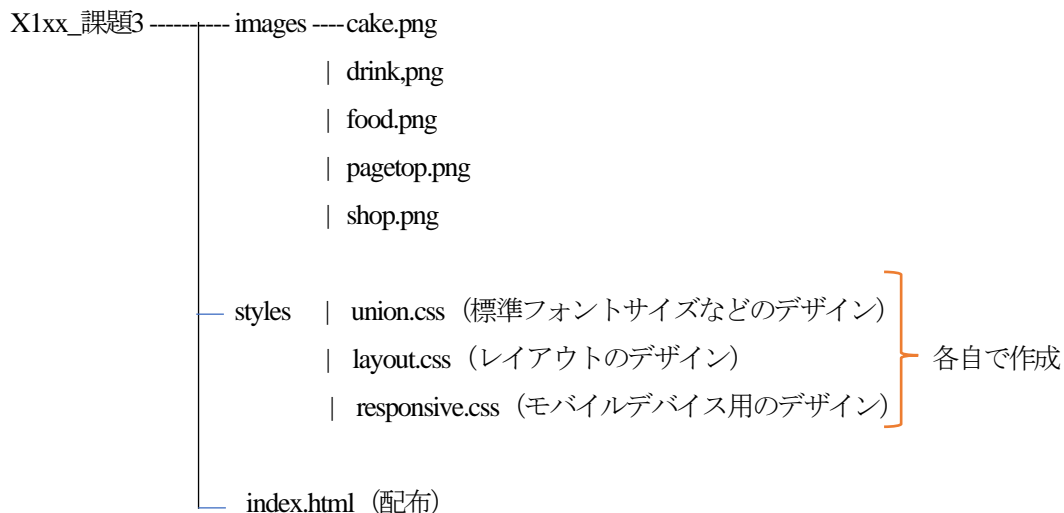 X1xx_課題3 ---------- images ----cake.png
| drink,png
| food.png
| pagetop.png
| shop.png
styles | union.css（標準フォントサイズなどのデザイン）
| layout.css（レイアウトのデザイン）
| responsive.css（モバイルデバイス用のデザイン）
各自で作成
index.html（配布）